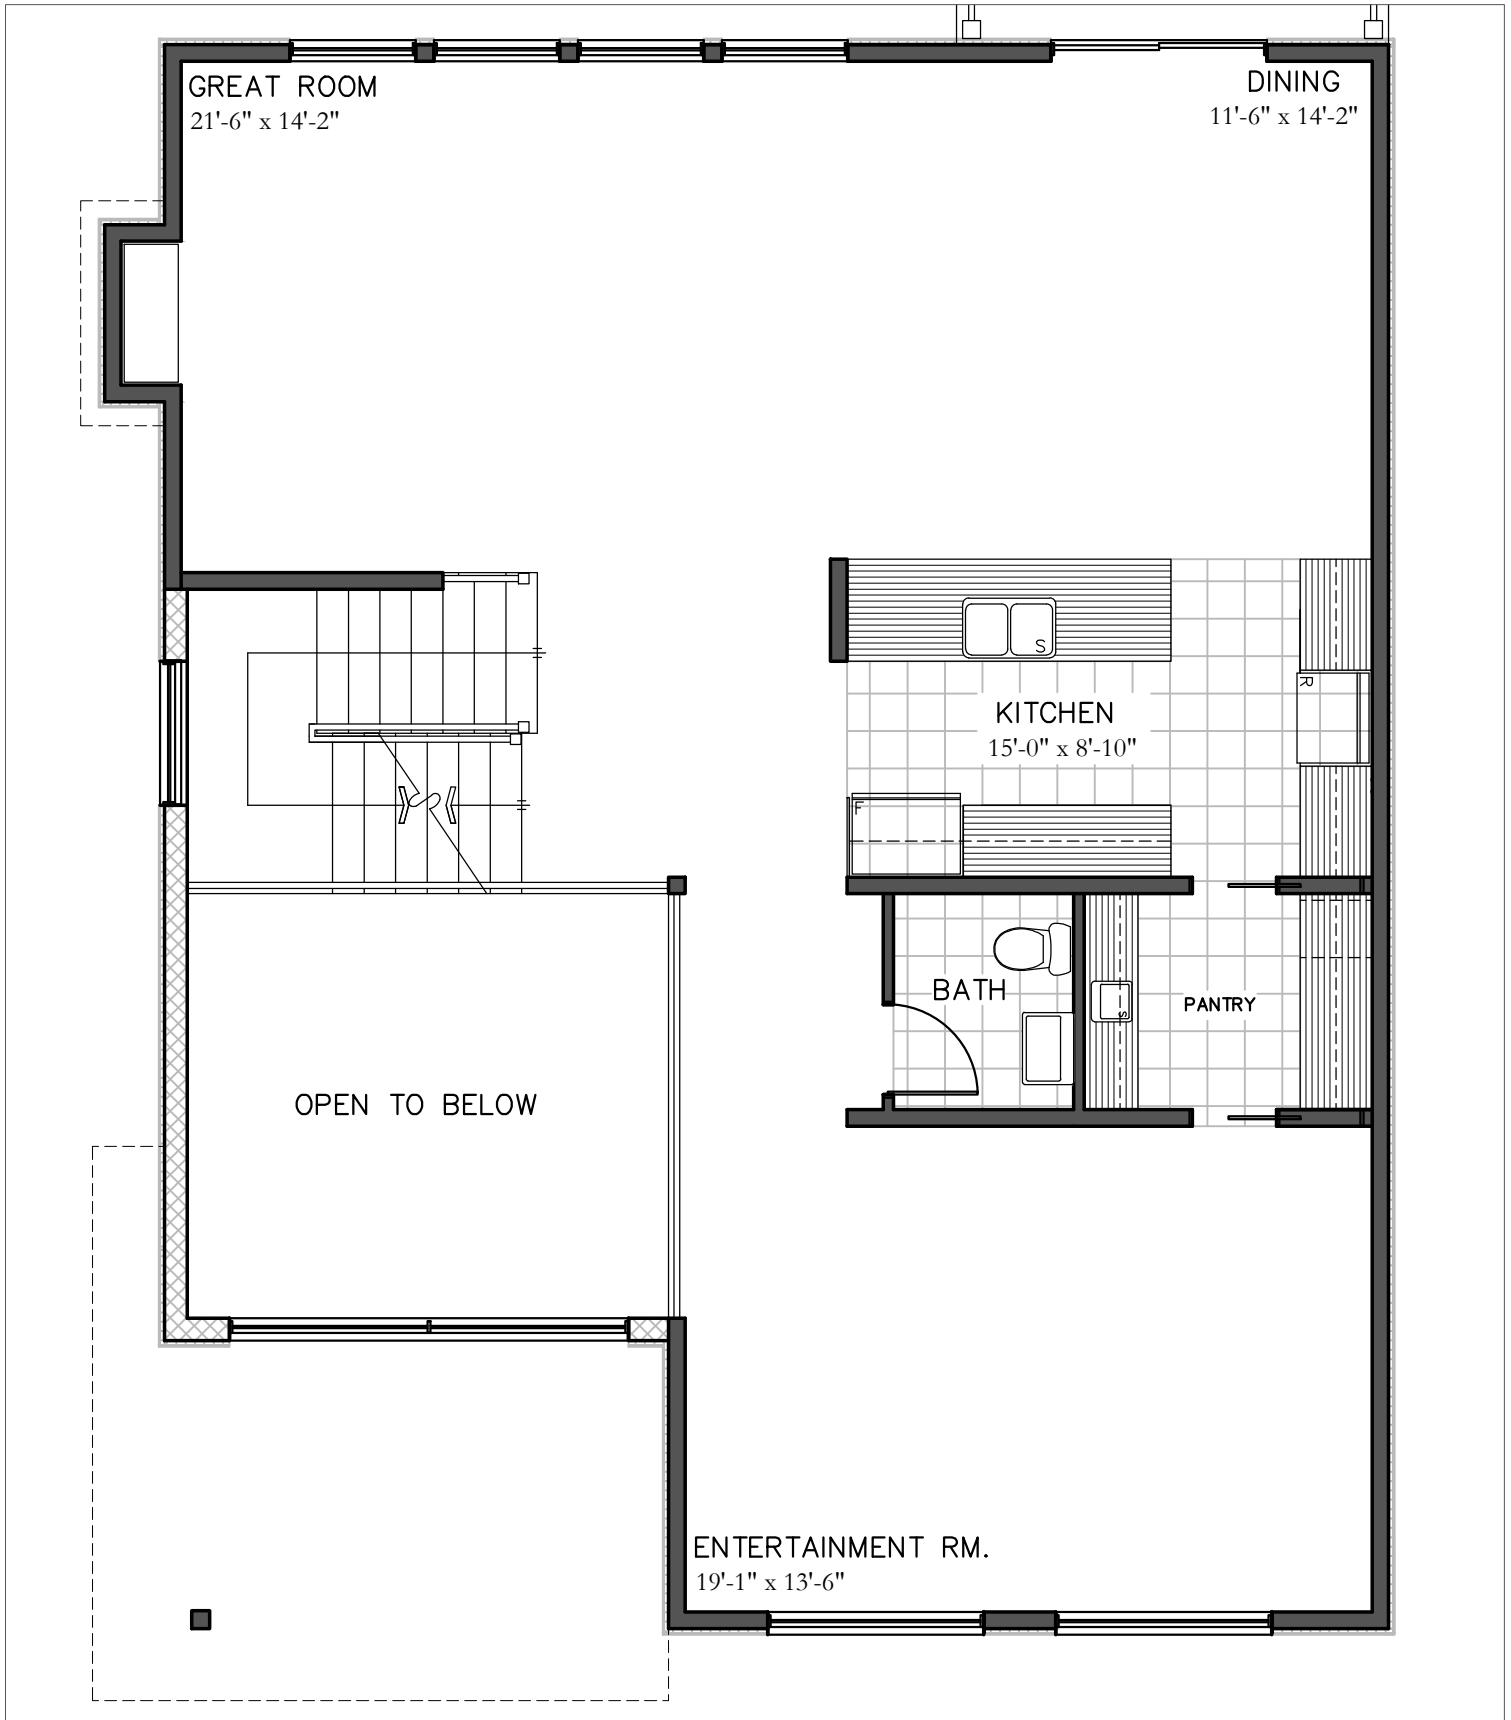 GREAT ROOM
21'-6" x 14'-2"
DINING
11'-6" x 14'-2"
S
R
KITCHEN
15'-0" x 8'-10"
F
BATH
S
PANTRY
OPEN TO BELOW
ENTERTAINMENT RM.
19'-1" x 13'-6"